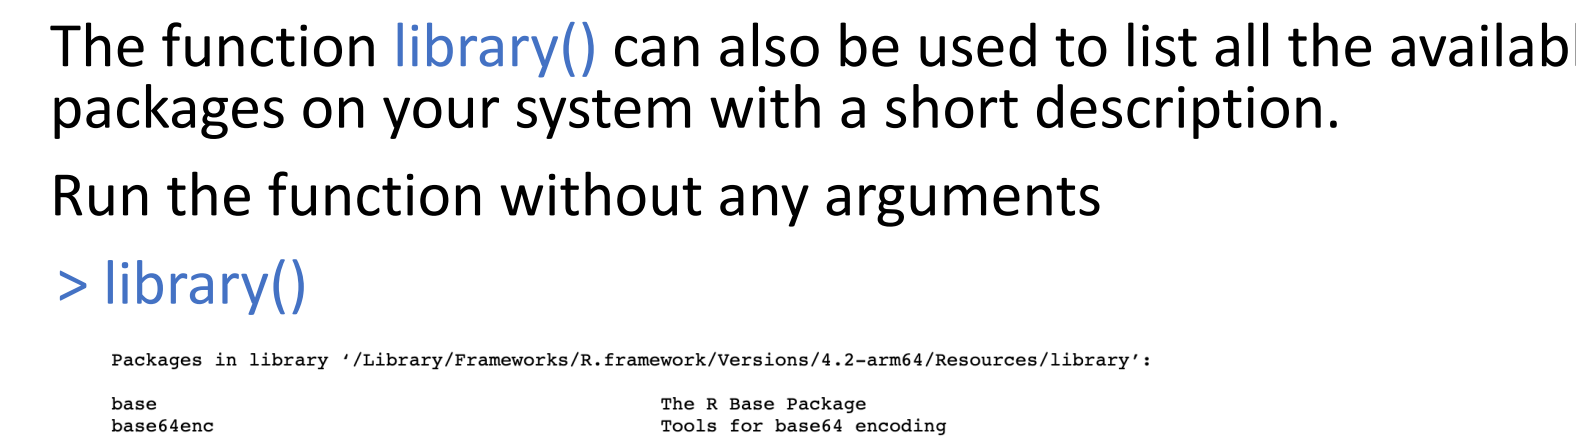 The function library() can also be used to list all the availabl
packages on your system with a short description.
Run the function without any arguments
> library()
Packages in library ‘/Library/Frameworks/R.framework/Versions/4.2-arm64/Resources/library’:
base The R Base Package
base64enc Tools for base64 encoding